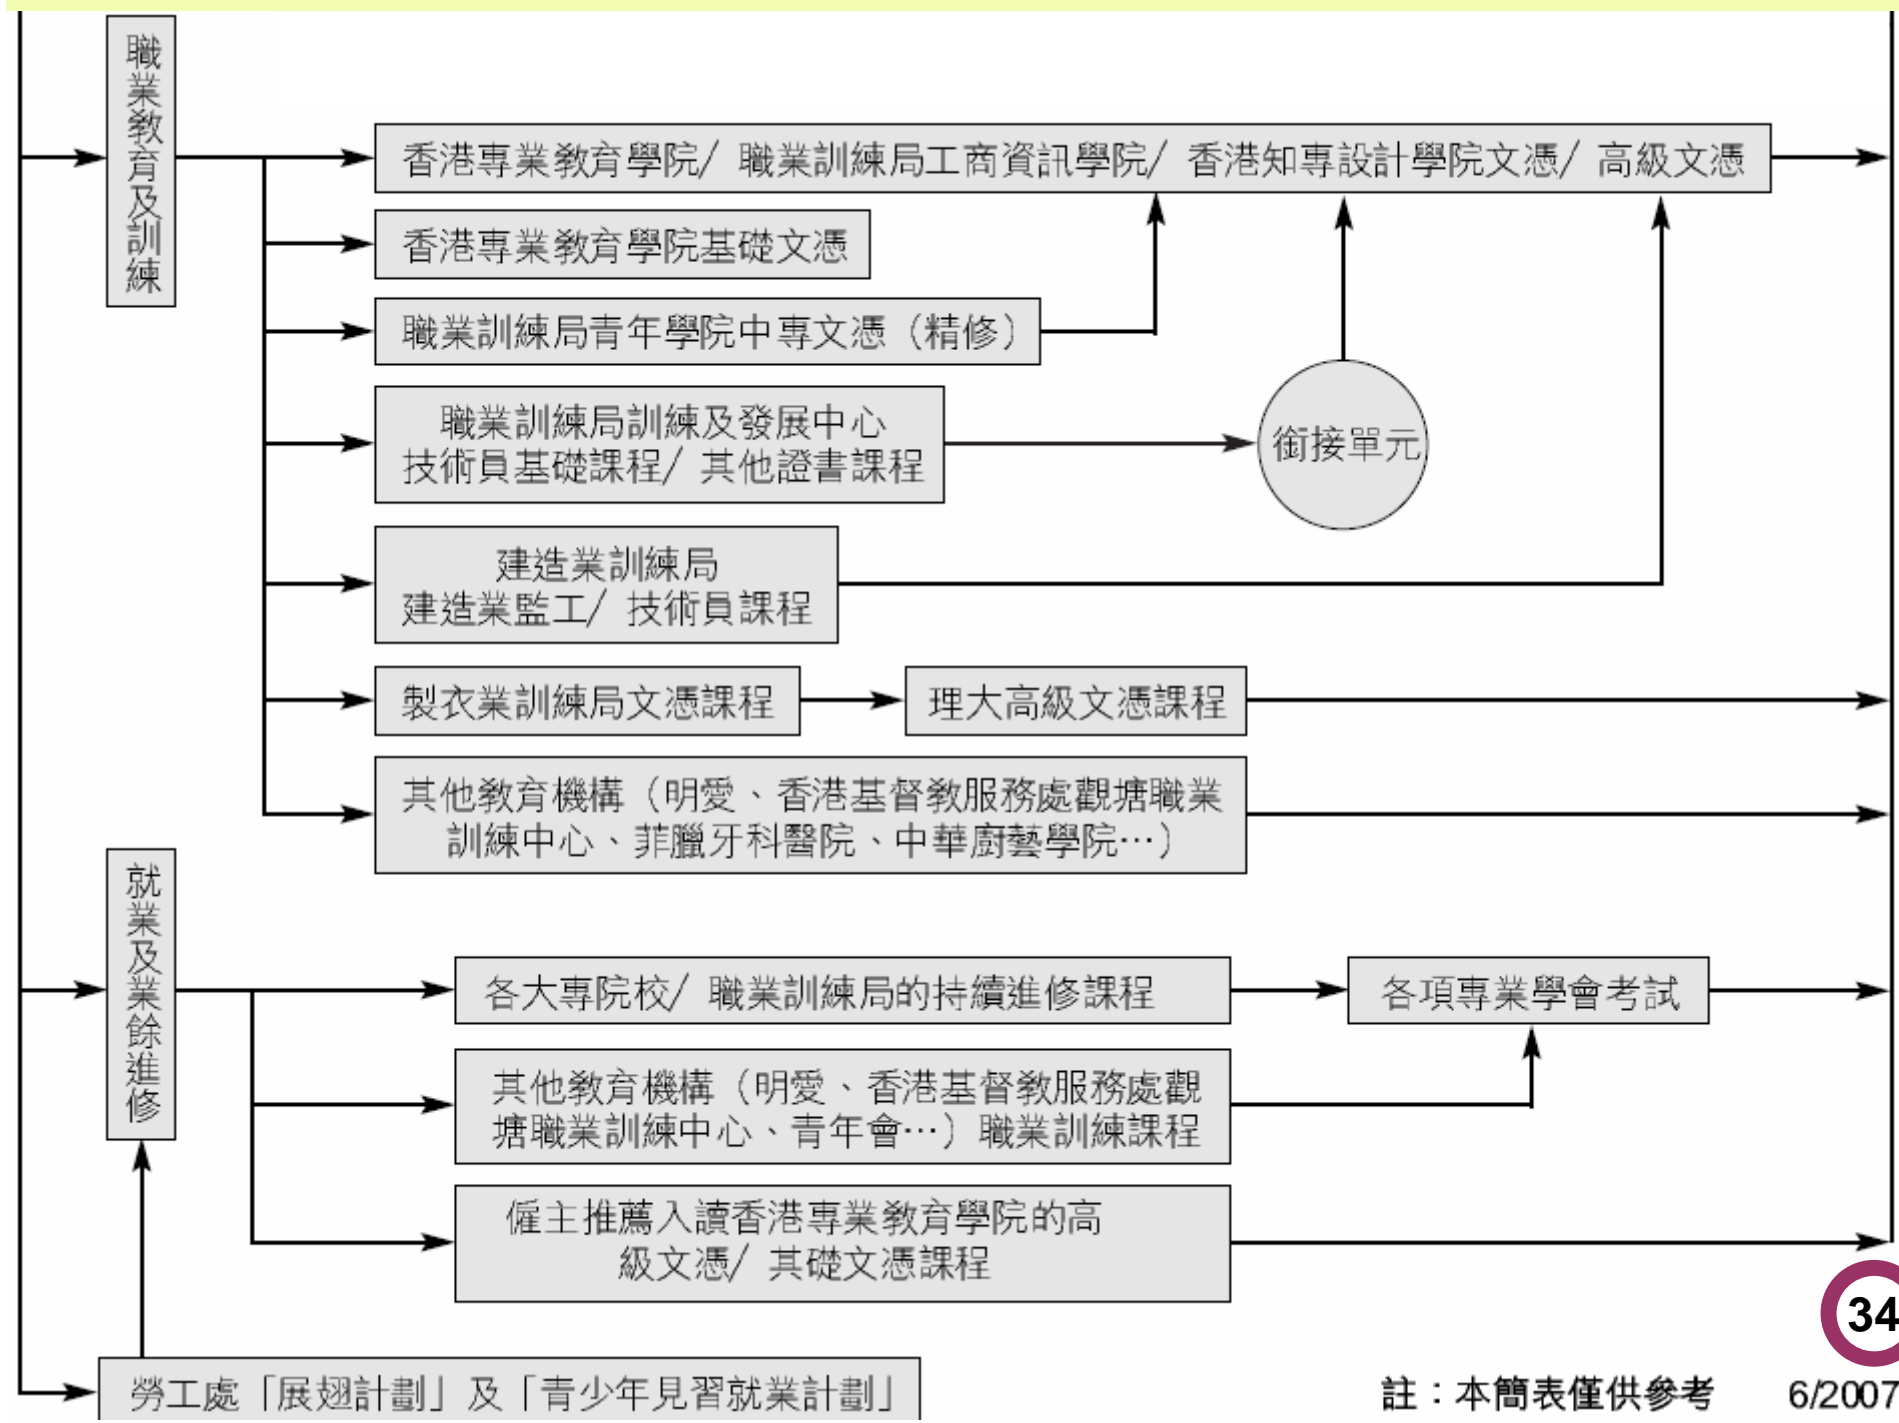 職業教育及訓練
香港專業教育學院/ 職業訓練局工商資訊學院/ 香港知專設計學院文憑/ 高級文憑
香港專業教育學院基礎文憑
職業訓練局青年學院中專文憑（精修）
職業訓練局訓練及發展中心
技術員基礎課程/ 其他證書課程
銜接單元
建造業訓練局
建造業監工/ 技術員課程
製衣業訓練局文憑課程
理大高級文憑課程
其他教育機構（明愛、香港基督教服務處觀塘職業
訓練中心、菲臘牙科醫院、中華廚藝學院…）
就業及業餘進修
各大專院校/ 職業訓練局的持續進修課程
各項專業學會考試
其他教育機構（明愛、香港基督教服務處觀
塘職業訓練中心、青年會…）職業訓練課程
僱主推薦入讀香港專業教育學院的高
級文憑/ 其礎文憑課程
勞工處「展翅計劃」及「青少年見習就業計劃」
34
註：本簡表僅供參考 6/2007